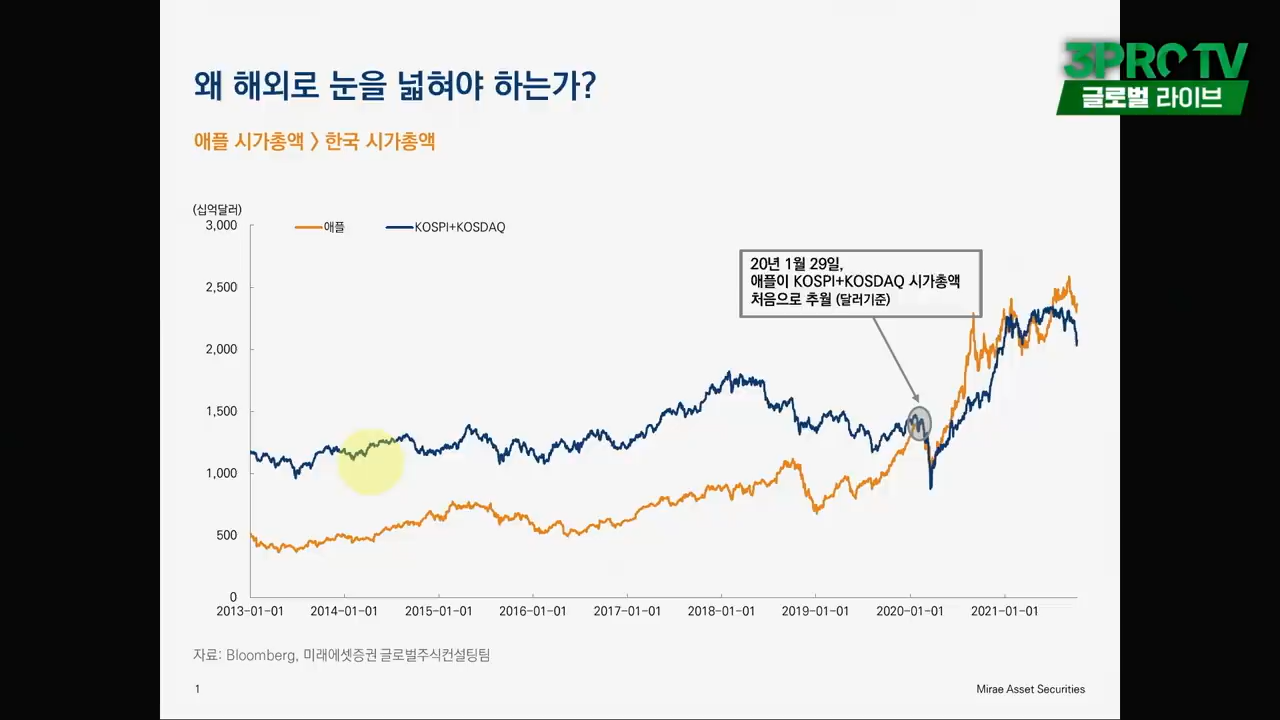 3PRO TV
글로벌 라이브
왜 해외로 눈을 넓혀야 하는가?
애플 시가총액 > 한국 시가총액
(십억달러)
3,000
2,500
2,000
1,500
1,000
500
0
애플
KOSPI+KOSDAQ
20년 1월 29일,
애플이 KOSPI+KOSDAQ 시가총액
처음으로 추월 (달러기준)
2013-01-01 2014-01-01 2015-01-01 2016-01-01 2017-01-01 2018-01-01 2019-01-01 2020-01-01 2021-01-01
자료: Bloomberg, 미래에셋증권 글로벌주식컨설팅팀
1
Mirae Asset Securities